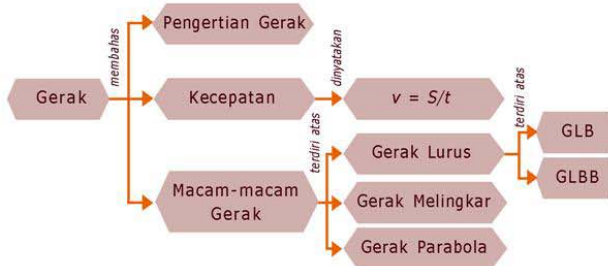 Gerak
membahas
Pengertian Gerak
Kecepatan
dinyatakan
v = S/t
Macam-macam
Gerak
terdiri atas
Gerak Lurus
Gerak Melingkar
Gerak Parabola
terdiri atas
GLB
GLBB